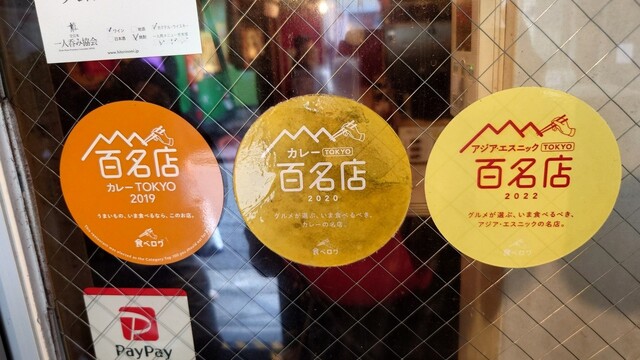 一人呑み協会
百名店
カレー TOKYO
2019
うまいもの、いま食べるなら、このお店。
食べログ
カレー TOKYO
百名店
2020
グルメが選ぶ、いま食べるべき、
カレーの名店。
食べログ
アジア・エスニック TOKYO
百名店
2022
グルメが選ぶ、いま食べるべき、
アジア・エスニックの名店。
食べログ
PayPay